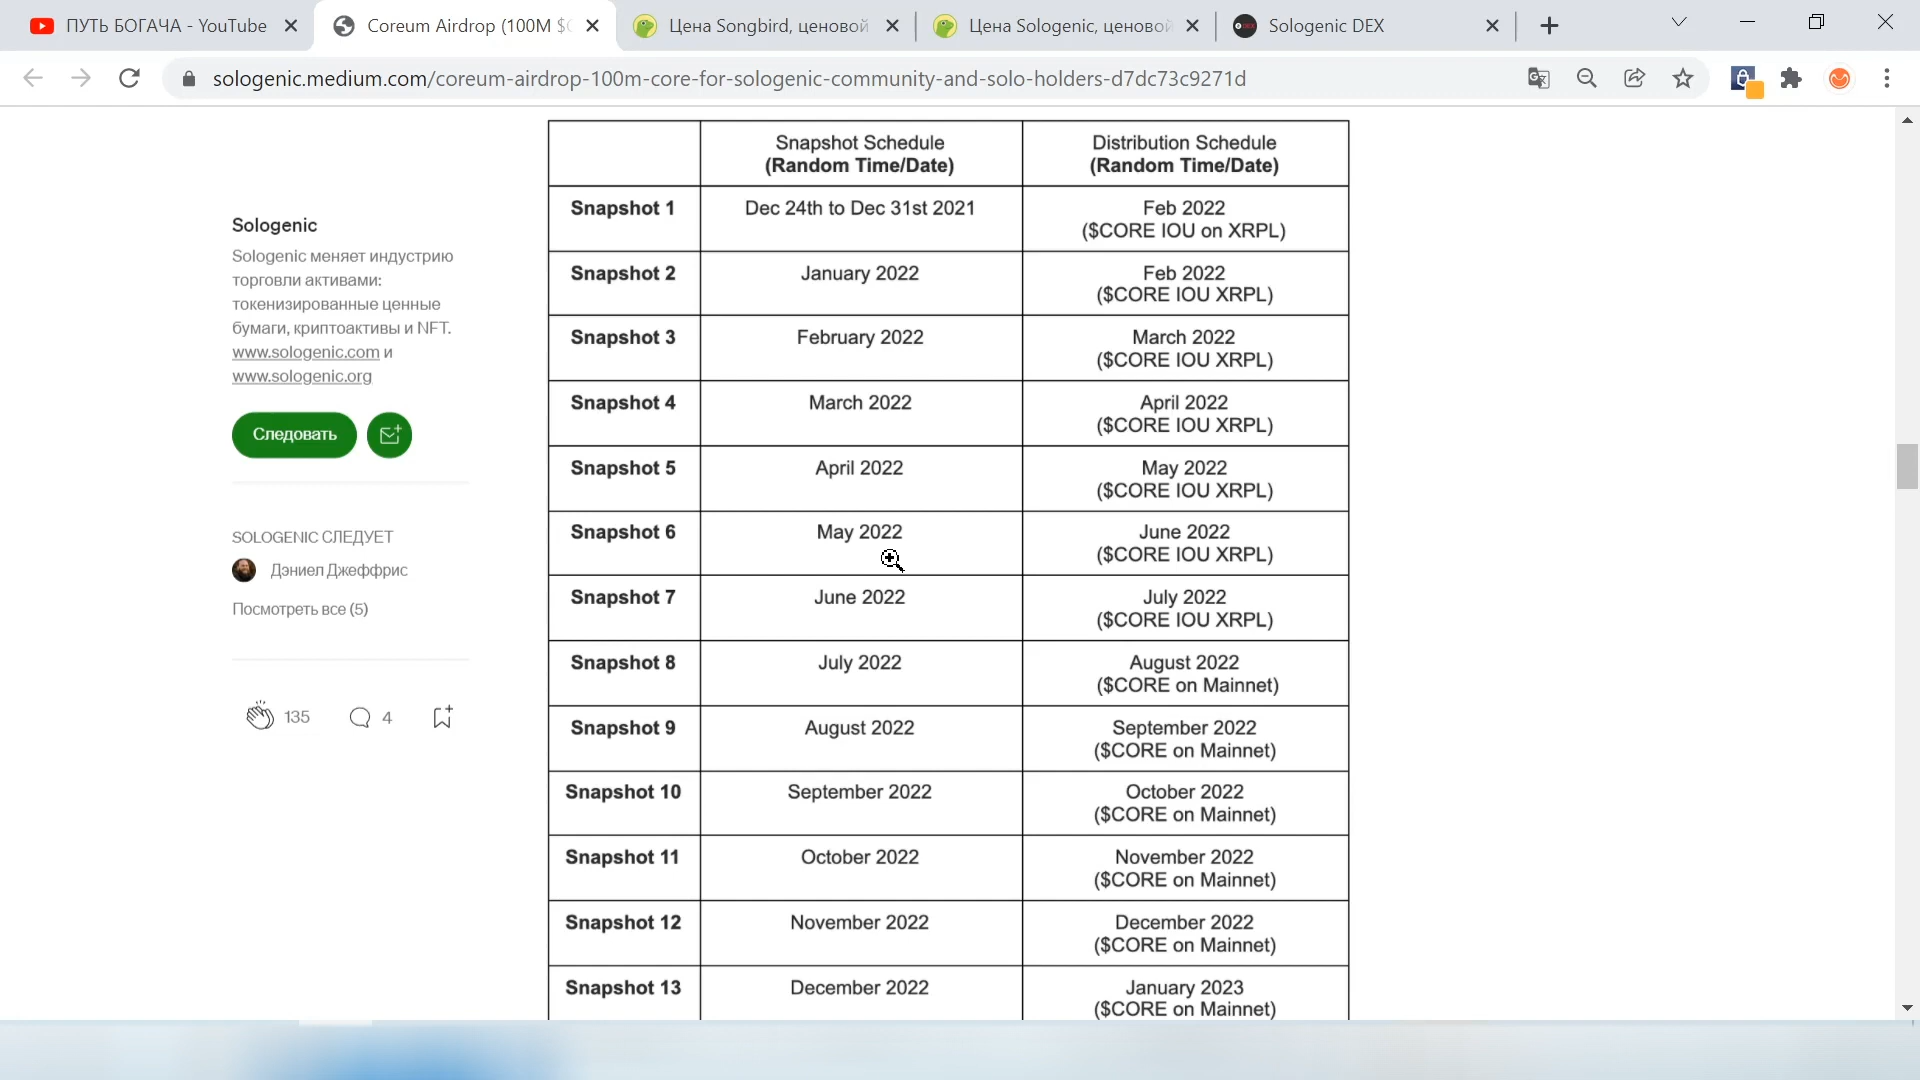 ПУТЬ БОГАЧА - YouTube
Coreum Airdrop (100M $C
Цена Songbird, ценовой
Цена Sologenic, ценовой
Sologenic DEX
sologenic.medium.com/coreum-airdrop-100m-core-for-sologenic-community-and-solo-holders-d7dc73c9271d
Sologenic
Sologenic меняет индустрию
торговли активами:
токенизированные ценные
бумаги, криптоактивы и NFT.
www.sologenic.com и
www.sologenic.org
Следовать
SOLOGENIC СЛЕДУЕТ
Дэниел Джеффрис
Посмотреть все (5)
135
4
Snapshot Schedule
(Random Time/Date)
Distribution Schedule
(Random Time/Date)
Snapshot 1
Dec 24th to Dec 31st 2021
Feb 2022
($CORE IOU on XRPL)
Snapshot 2
January 2022
Feb 2022
($CORE IOU XRPL)
Snapshot 3
February 2022
March 2022
($CORE IOU XRPL)
Snapshot 4
March 2022
April 2022
($CORE IOU XRPL)
Snapshot 5
April 2022
May 2022
($CORE IOU XRPL)
Snapshot 6
May 2022
June 2022
($CORE IOU XRPL)
Snapshot 7
June 2022
July 2022
($CORE IOU XRPL)
Snapshot 8
July 2022
August 2022
($CORE on Mainnet)
Snapshot 9
August 2022
September 2022
($CORE on Mainnet)
Snapshot 10
September 2022
October 2022
($CORE on Mainnet)
Snapshot 11
October 2022
November 2022
($CORE on Mainnet)
Snapshot 12
November 2022
December 2022
($CORE on Mainnet)
Snapshot 13
December 2022
January 2023
($CORE on Mainnet)